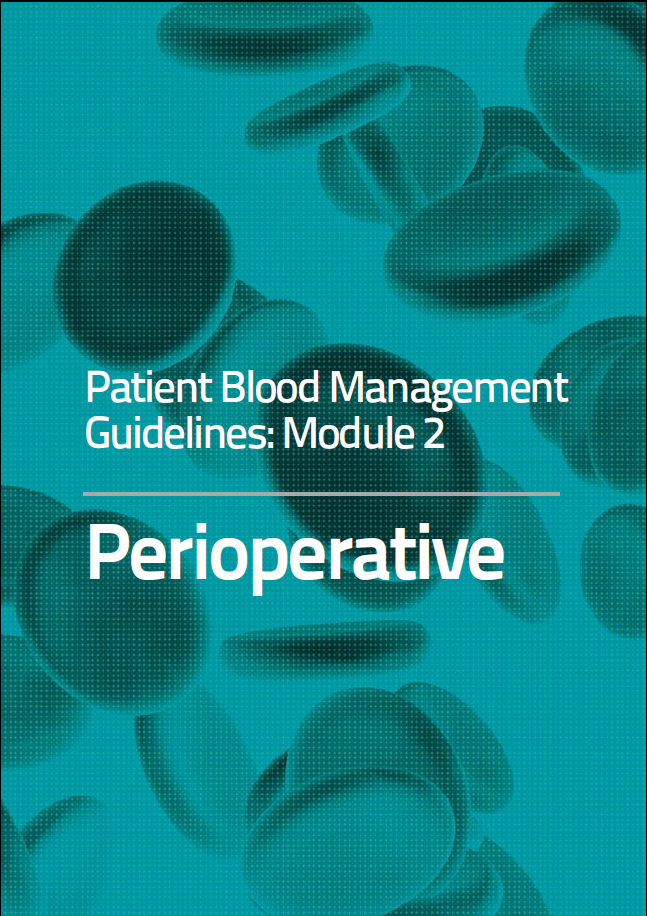 Patient Blood Management
Guidelines: Module 2
Perioperative